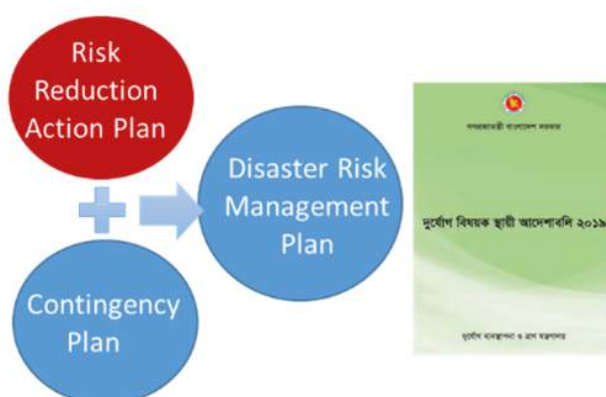 Risk
Reduction
Action Plan
Contingency
Plan
Disaster Risk
Management
Plan
গণপ্রজাতন্ত্রী বাংলাদেশ সরকার
দুর্যোগ বিষয়ক স্থায়ী আদেশাবলি ২০১৯
দুর্যোগ ব্যবস্থাপনা ও ত্রাণ মন্ত্রণালয়